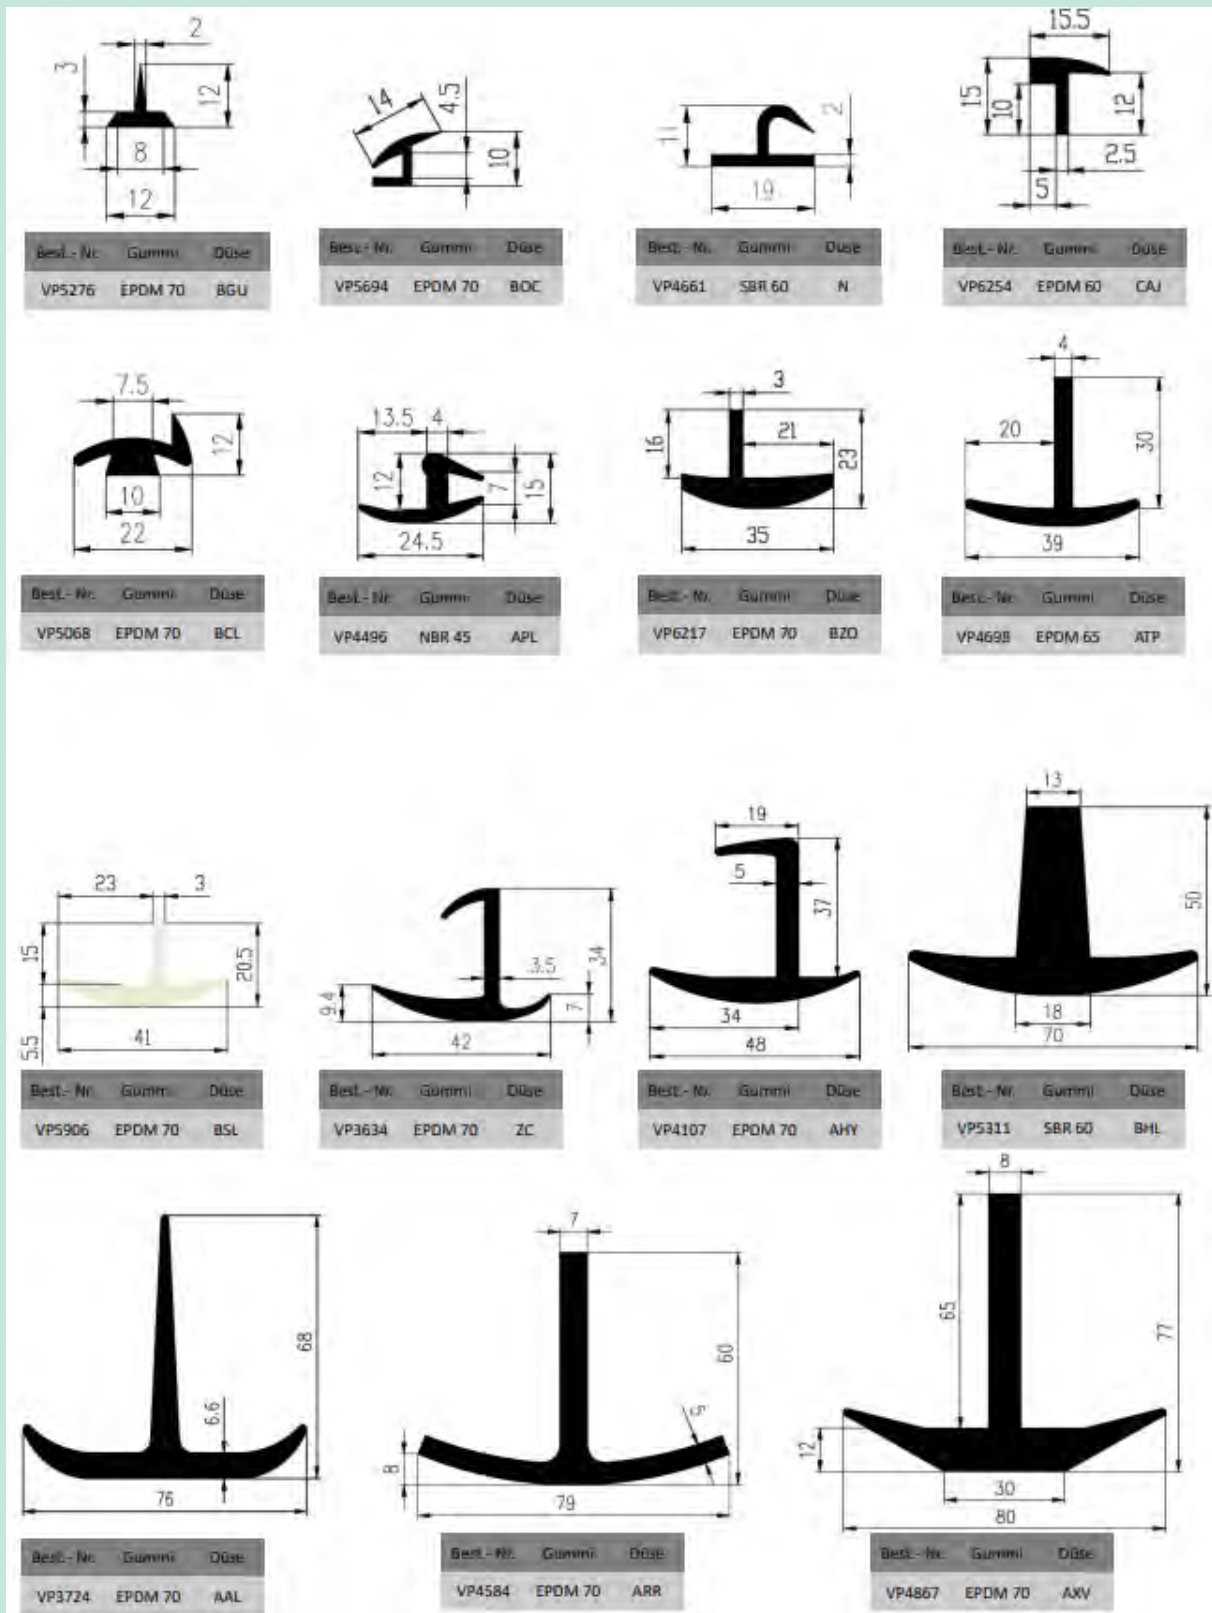 2
3
12
8
12
Best.- Nr. Gummi Düse
VP5276 EPDM 70 BGU
14
4.5
10
Best.- Nr. Gummi Düse
VP5694 EPDM 70 BOC
11
2
19
Best.- Nr. Gummi Düse
VP4661 SBR 60 N
15.5
15
10
12
2.5
5
Best.- Nr. Gummi Düse
VP6254 EPDM 60 CAJ
7.5
12
10
22
Best.- Nr. Gummi Düse
VP5068 EPDM 70 BCL
13.5 4
12
7
15
24.5
Best.- Nr. Gummi Düse
VP4496 NBR 45 APL
3
16
21
23
35
Best.- Nr. Gummi Düse
VP6217 EPDM 70 BZO
4
20
30
39
Best.- Nr. Gummi Düse
VP4698 EPDM 65 ATP
23 3
15
20.5
5.5
41
Best.- Nr. Gummi Düse
VP5906 EPDM 70 BSL
34
3.5
9.4
7
42
Best.- Nr. Gummi Düse
VP3634 EPDM 70 ZC
19
5
37
34
48
Best.- Nr. Gummi Düse
VP4107 EPDM 70 AHY
13
50
18
70
Best.- Nr. Gummi Düse
VP5311 SBR 60 BHL
68
6.6
76
Best.- Nr. Gummi Düse
VP3724 EPDM 70 AAL
7
60
8
79
Best.- Nr. Gummi Düse
VP4584 EPDM 70 ARR
8
65
77
12
30
80
Best.- Nr. Gummi Düse
VP4867 EPDM 70 AXV